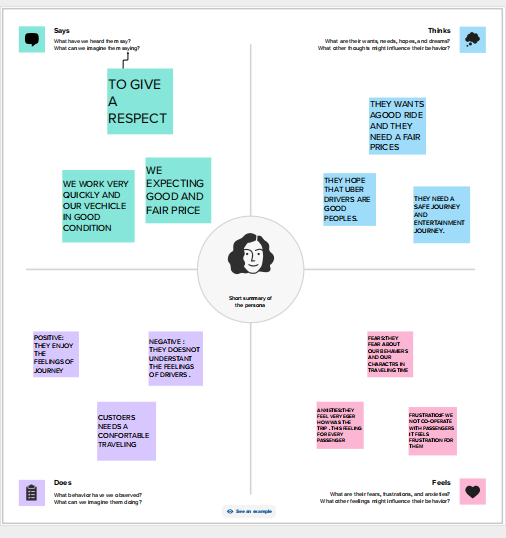 Says
What have we heard them say?
What can we imagine them saying?
TO GIVE
A
RESPECT
WE WORK VERY
QUICKLY AND
OUR VECHICLE
IN GOOD
CONDITION
WE
EXPECTING
GOOD AND
FAIR PRICE
Thinks
What are their wants, needs, hopes, and dreams?
What other thoughts might influence their behavior?
THEY WANTS
AGOOD RIDE
AND THEY
NEED A FAIR
PRICES
THEY HOPE
THAT UBER
DRIVERS ARE
GOOD
PEOPLES.
THEY NEED A
SAFE JOURNEY
AND
ENTERTAINMENT
JOURNEY.
Short summary of
the persona
POSITIVE:
THEY ENJOY
THE
FEELINGS OF
JOURNEY
NEGATIVE :
THEY DOESNOT
UNDERSTANT
THE FEELINGS
OF DRIVERS .
CUSTOERS
NEEDS A
CONFORTABLE
TRAVELING
Does
What behavior have we observed?
What can we imagine them doing?
FEARS:THEY
FEAR ABOUT
OUR BEHAVIERS
AND OUR
CHARACTRS IN
TRAVELING TIME
ANXIETIES:THEY
FEEL VERY EGER
HOW WAS THE
TRIP . THIS FEELING
FOR EVERY
PASSENGER
FRUSTRATIOS:IF WE
NOT CO-OPERATE
WITH PASSENGERS
IT FEELS
FRUSTRATION FOR
THEM
Feels
What are their fears, frustrations, and anxieties?
What other feelings might influence their behavior?
See an example